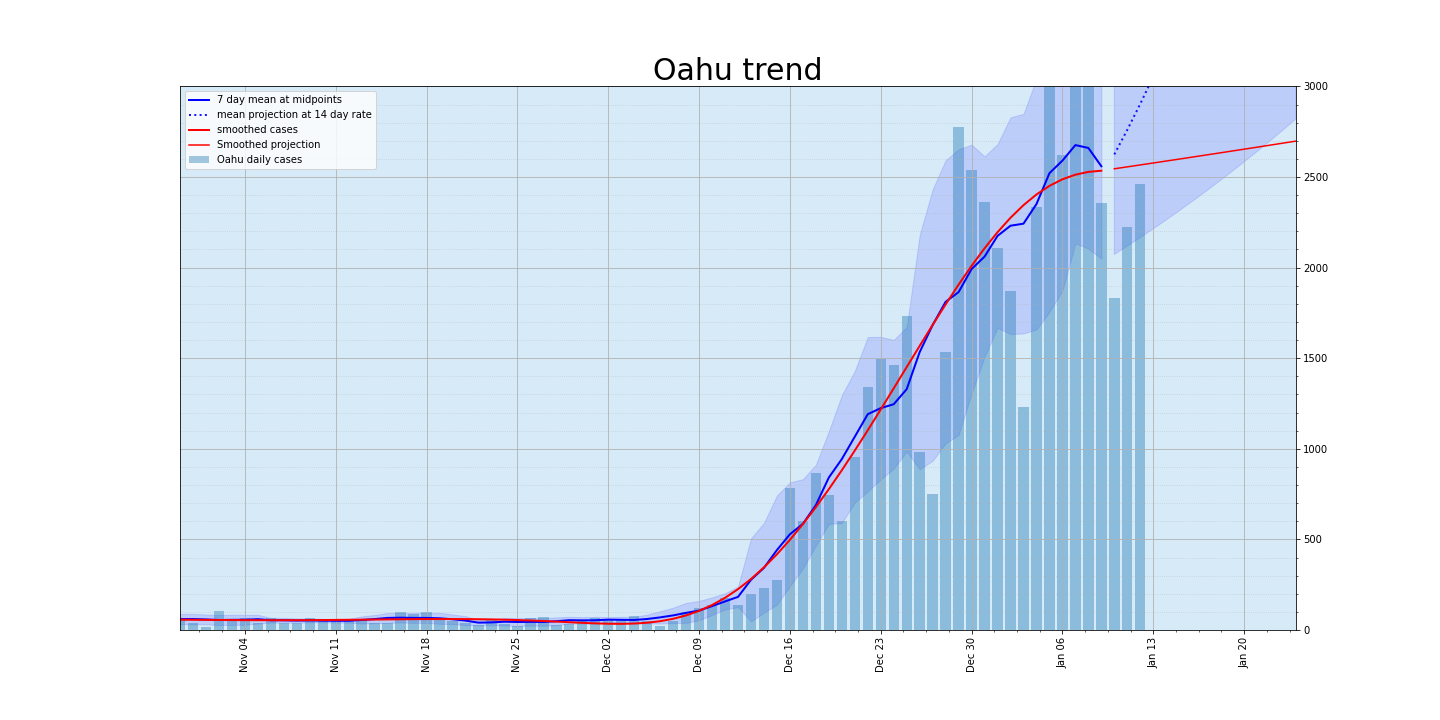 Oahu trend
7 day mean at midpoints
mean projection at 14 day rate
smoothed cases
Smoothed projection
Oahu daily cases
3000
2500
2000
1500
1000
500
0
Nov 04
Nov 11
Nov 18
Nov 25
Dec 02
Dec 09
Dec 16
Dec 23
Dec 30
Jan 06
Jan 13
Jan 20